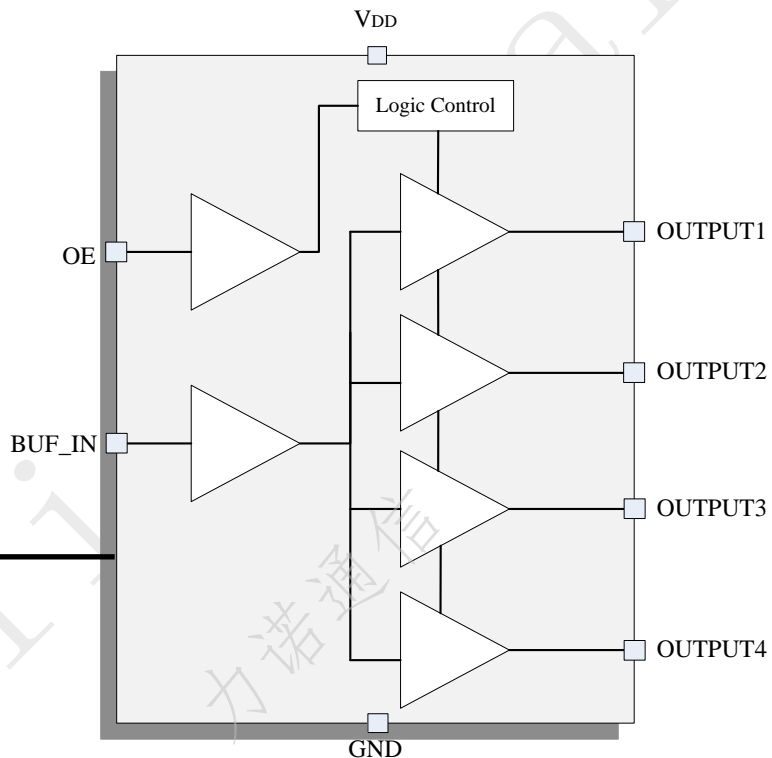 VDD
Logic Control
OE
OUTPUT1
OUTPUT2
BUF_IN
OUTPUT3
OUTPUT4
GND
力诺通信